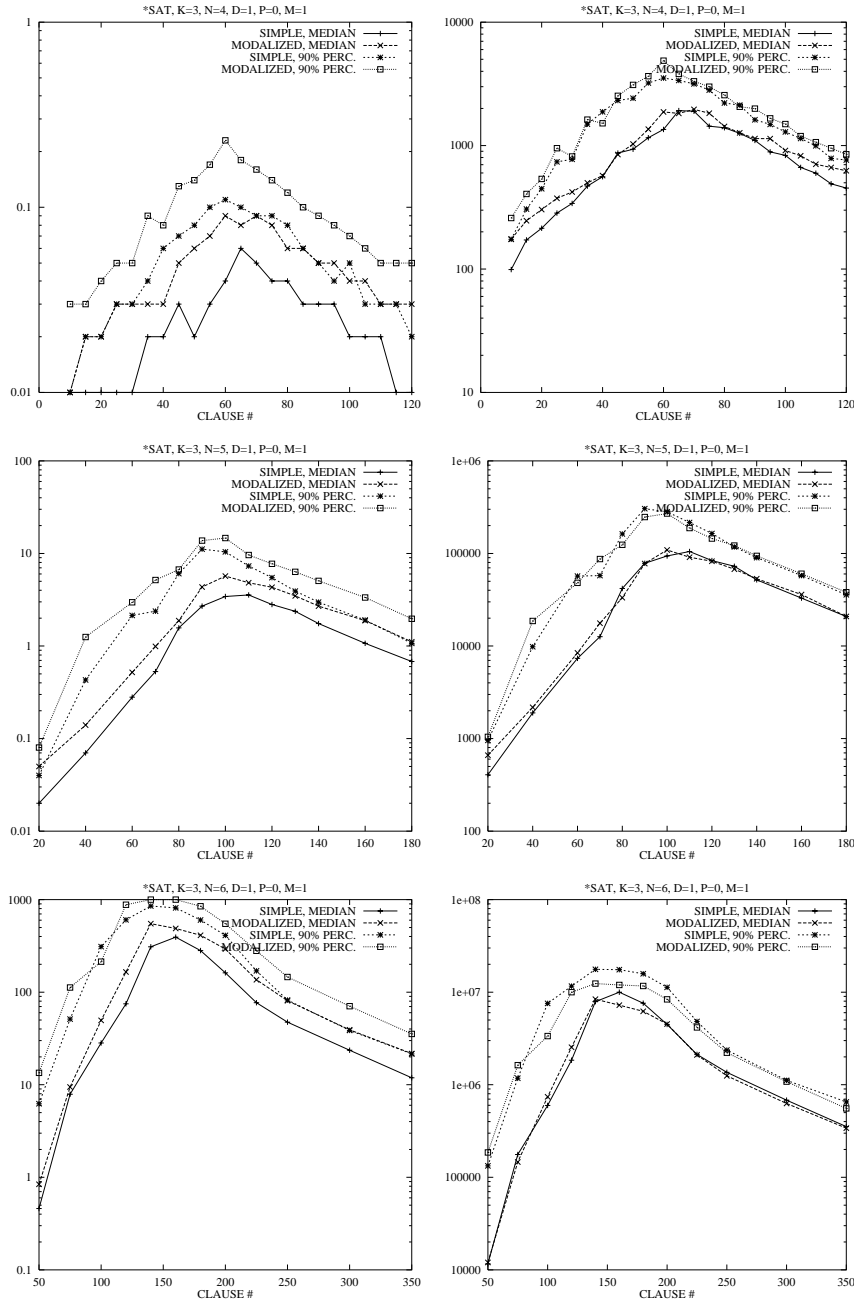 *SAT, K=3, N=4, D=1, P=0, M=1
1
0.1
0.01
SIMPLE, MEDIAN
MODALIZED, MEDIAN
SIMPLE, 90% PERC.
MODALIZED, 90% PERC.
0 20 40 60 80 100 120
CLAUSE #
*SAT, K=3, N=4, D=1, P=0, M=1
10000
1000
100
10
SIMPLE, MEDIAN
MODALIZED, MEDIAN
SIMPLE, 90% PERC.
MODALIZED, 90% PERC.
0 20 40 60 80 100 120
CLAUSE #
*SAT, K=3, N=5, D=1, P=0, M=1
100
10
1
0.1
0.01
SIMPLE, MEDIAN
MODALIZED, MEDIAN
SIMPLE, 90% PERC.
MODALIZED, 90% PERC.
20 40 60 80 100 120 140 160 180
CLAUSE #
*SAT, K=3, N=5, D=1, P=0, M=1
1e+06
100000
10000
1000
100
SIMPLE, MEDIAN
MODALIZED, MEDIAN
SIMPLE, 90% PERC.
MODALIZED, 90% PERC.
20 40 60 80 100 120 140 160 180
CLAUSE #
*SAT, K=3, N=6, D=1, P=0, M=1
1000
100
10
1
0.1
SIMPLE, MEDIAN
MODALIZED, MEDIAN
SIMPLE, 90% PERC.
MODALIZED, 90% PERC.
50 100 150 200 250 300 350
CLAUSE #
*SAT, K=3, N=6, D=1, P=0, M=1
1e+08
1e+07
1e+06
100000
10000
SIMPLE, MEDIAN
MODALIZED, MEDIAN
SIMPLE, 90% PERC.
MODALIZED, 90% PERC.
50 100 150 200 250 300 350
CLAUSE #